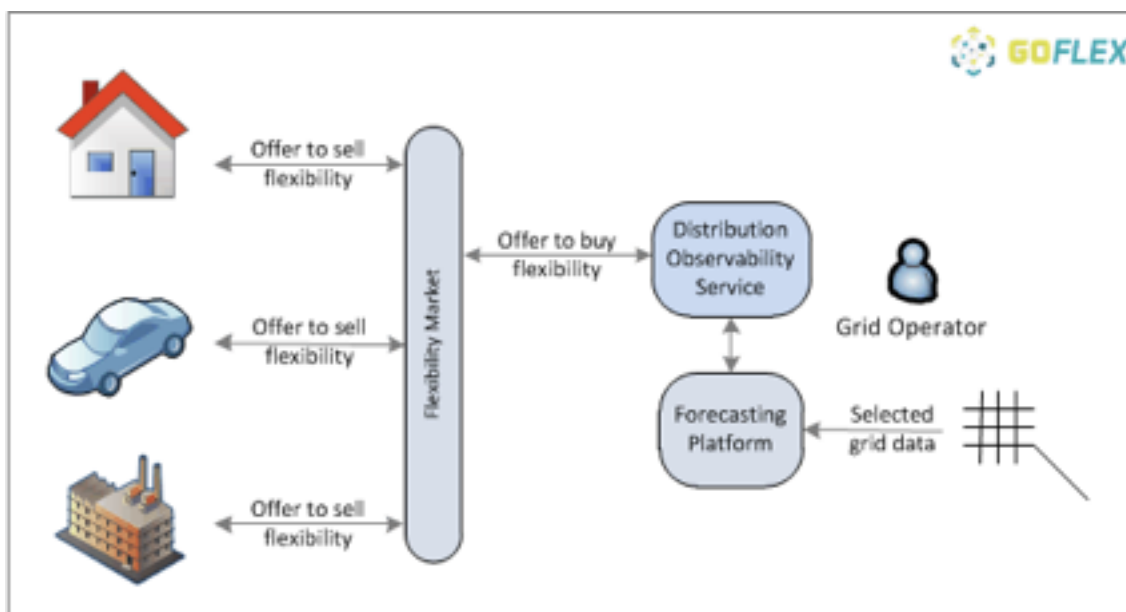 GOFLEX
Offer to sell
flexibility
Offer to buy
flexibility
Distribution
Observability
Service
Grid Operator
Offer to sell
flexibility
Flexibility Market
Forecasting
Platform
Selected
grid data
Offer to sell
flexibility